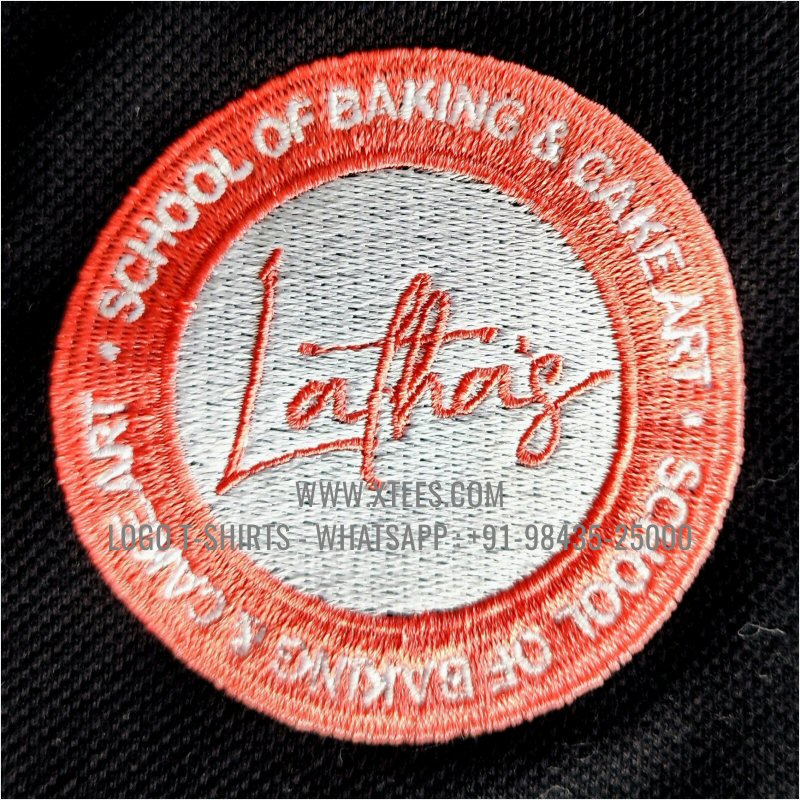 • SCHOOL OF BAKING & CAKE ART
• SCHOOL OF BAKING & CAKE ART
Latha's
WWW.XTEES.COM
LOGO T-SHIRTS - WHATSAPP : +91-98435-25000